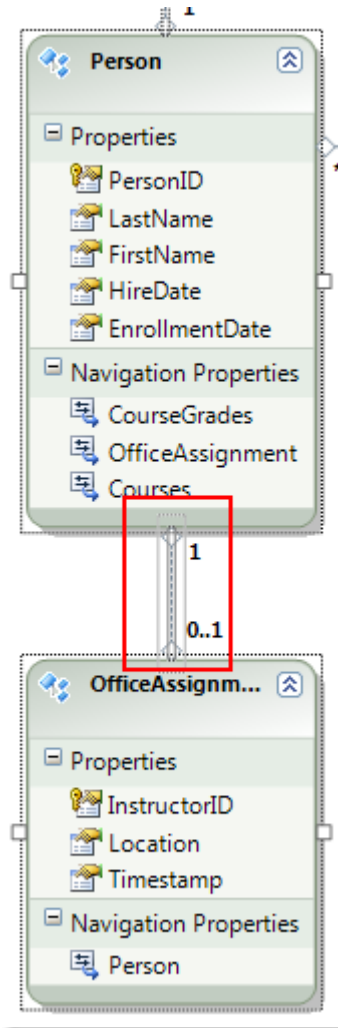 1
Person
Properties
*
PersonID
LastName
FirstName
HireDate
EnrollmentDate
Navigation Properties
CourseGrades
OfficeAssignment
Courses
1
0..1
OfficeAssignm...
Properties
InstructorID
Location
Timestamp
Navigation Properties
Person